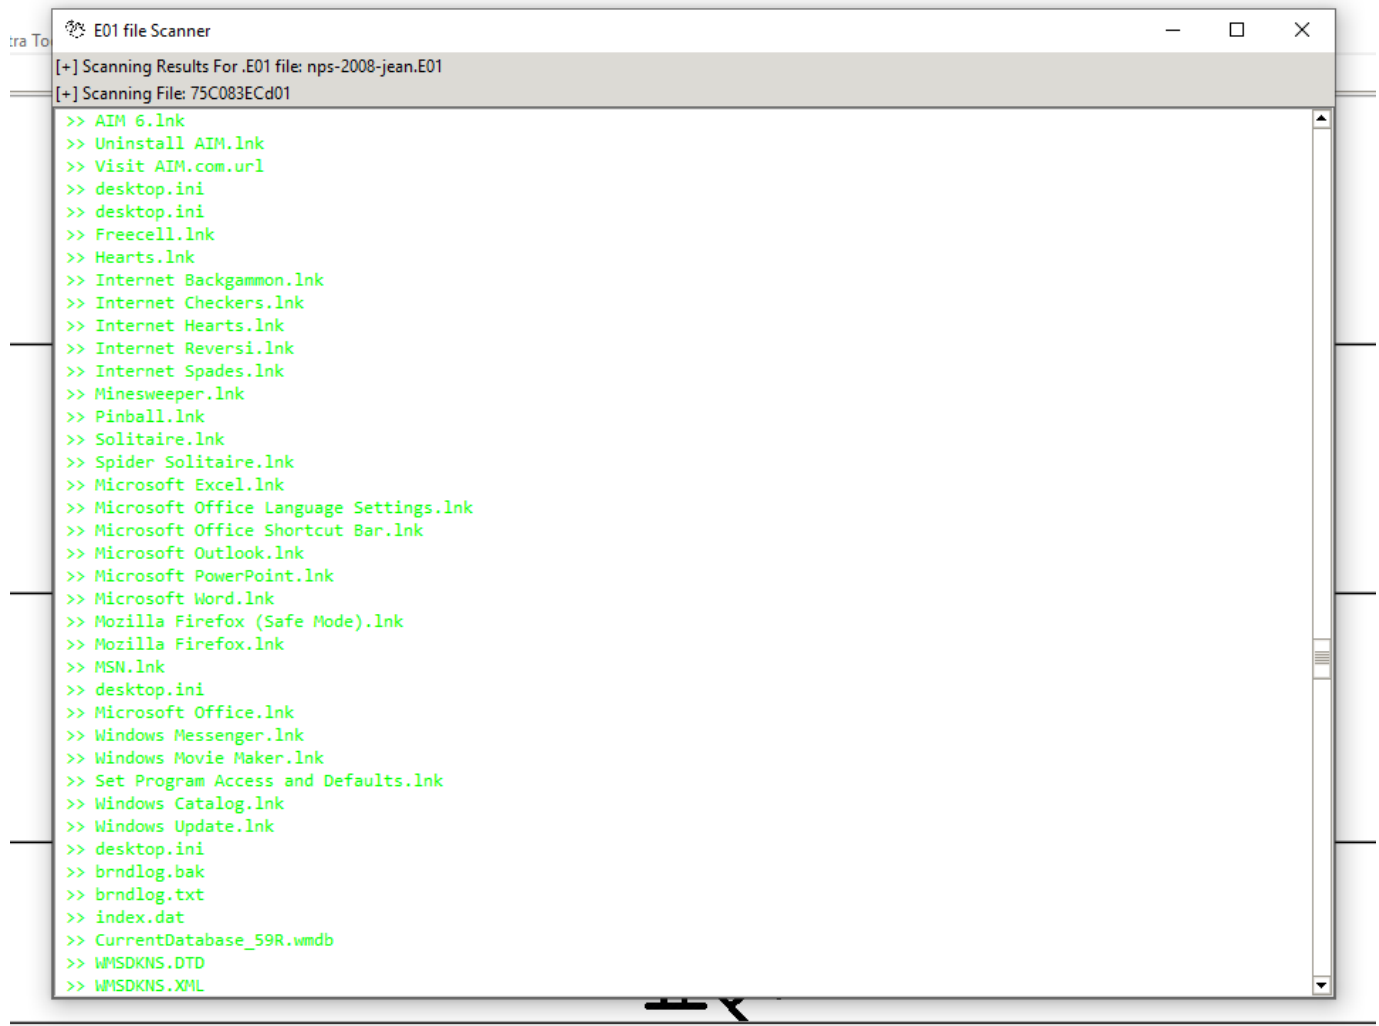 E01 file Scanner
tra To
[+] Scanning Results For .E01 file: nps-2008-jean.E01
[+] Scanning File: 75C083ECd01
>> AIM 6.lnk
>> Uninstall AIM.lnk
>> Visit AIM.com.url
>> desktop.ini
>> desktop.ini
>> Freecell.lnk
>> Hearts.lnk
>> Internet Backgammon.lnk
>> Internet Checkers.lnk
>> Internet Hearts.lnk
>> Internet Reversi.lnk
>> Internet Spades.lnk
>> Minesweeper.lnk
>> Pinball.lnk
>> Solitaire.lnk
>> Spider Solitaire.lnk
>> Microsoft Excel.lnk
>> Microsoft Office Language Settings.lnk
>> Microsoft Office Shortcut Bar.lnk
>> Microsoft Outlook.lnk
>> Microsoft PowerPoint.lnk
>> Microsoft Word.lnk
>> Mozilla Firefox (Safe Mode).lnk
>> Mozilla Firefox.lnk
>> MSN.lnk
>> desktop.ini
>> Microsoft Office.lnk
>> Windows Messenger.lnk
>> Windows Movie Maker.lnk
>> Set Program Access and Defaults.lnk
>> Windows Catalog.lnk
>> Windows Update.lnk
>> desktop.ini
>> brndlog.bak
>> brndlog.txt
>> index.dat
>> CurrentDatabase_59R.wmdb
>> WMSDKNS.DTD
>> WMSDKNS.XML